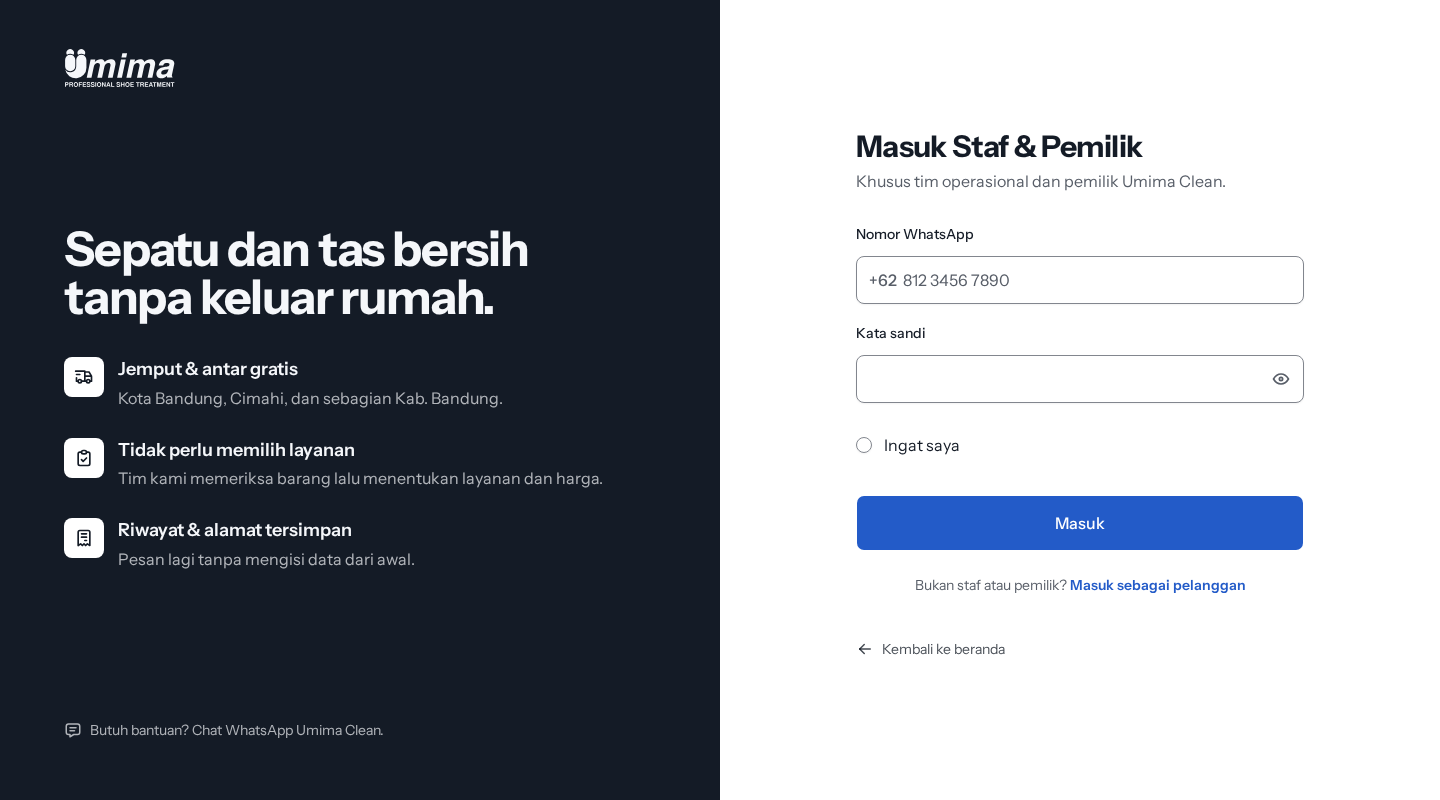 Ümima
PROFESSIONAL SHOE TREATMENT
Sepatu dan tas bersih
tanpa keluar rumah.
Jemput & antar gratis
Kota Bandung, Cimahi, dan sebagian Kab. Bandung.
Tidak perlu memilih layanan
Tim kami memeriksa barang lalu menentukan layanan dan harga.
Riwayat & alamat tersimpan
Pesan lagi tanpa mengisi data dari awal.
Butuh bantuan? Chat WhatsApp Umima Clean.
Masuk Staf & Pemilik
Khusus tim operasional dan pemilik Umima Clean.
Nomor WhatsApp
+62 812 3456 7890
Kata sandi
Ingat saya
Masuk
Bukan staf atau pemilik? Masuk sebagai pelanggan
Kembali ke beranda